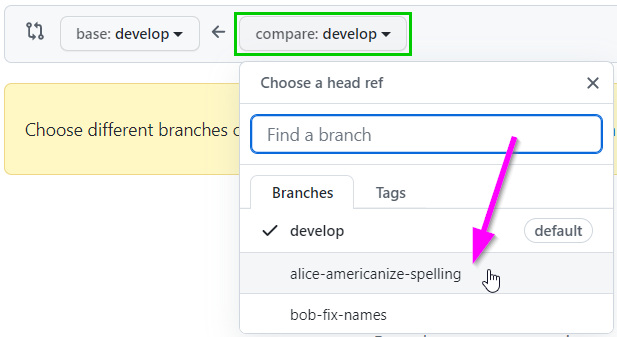 base: develop
compare: develop
Choose a head ref
Choose different branches
Find a branch
Branches
Tags
develop
default
alice-americanize-spelling
bob-fix-names